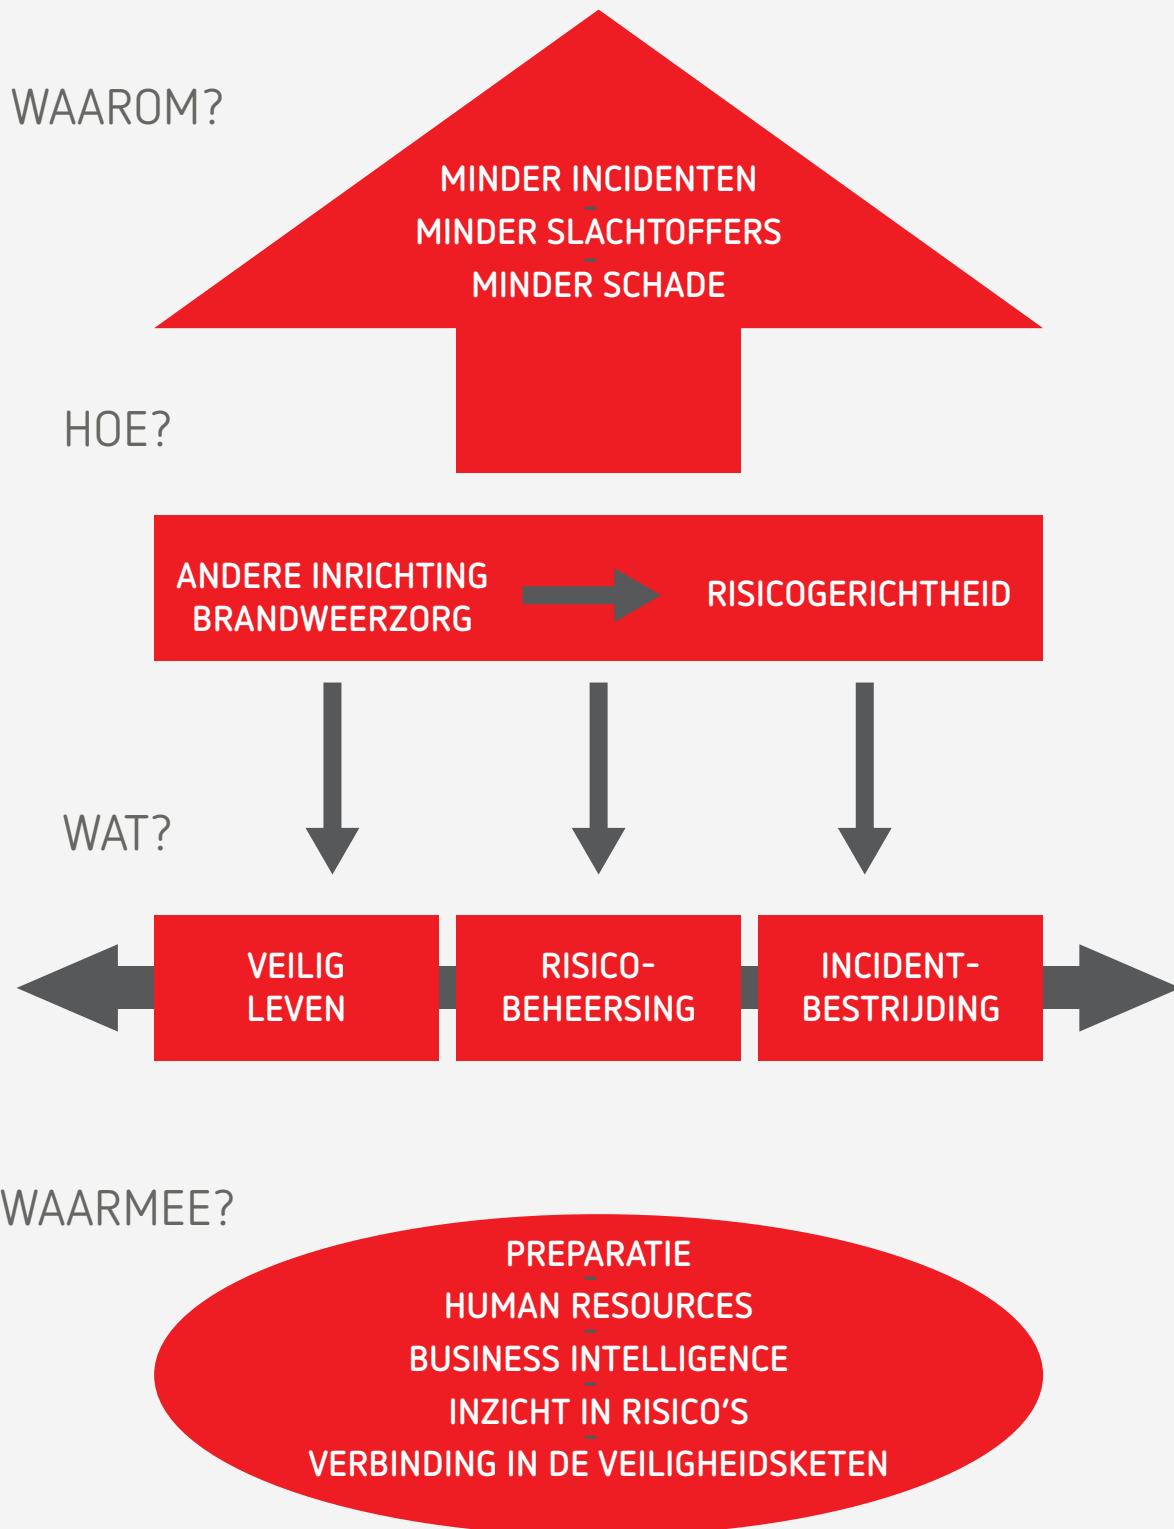 WAAROM?
MINDER INCIDENTEN
-
MINDER SLACHTOFFERS
-
MINDER SCHADE
HOE?
ANDERE INRICHTING
BRANDWEERZORG
RISICOGERICHTHEID
WAT?
VEILIG
LEVEN
RISICO-
BEHEERSING
INCIDENT-
BESTRIJDING
WAARMEE?
PREPARATIE
-
HUMAN RESOURCES
-
BUSINESS INTELLIGENCE
-
INZICHT IN RISICO'S
-
VERBINDING IN DE VEILIGHEIDSKETEN